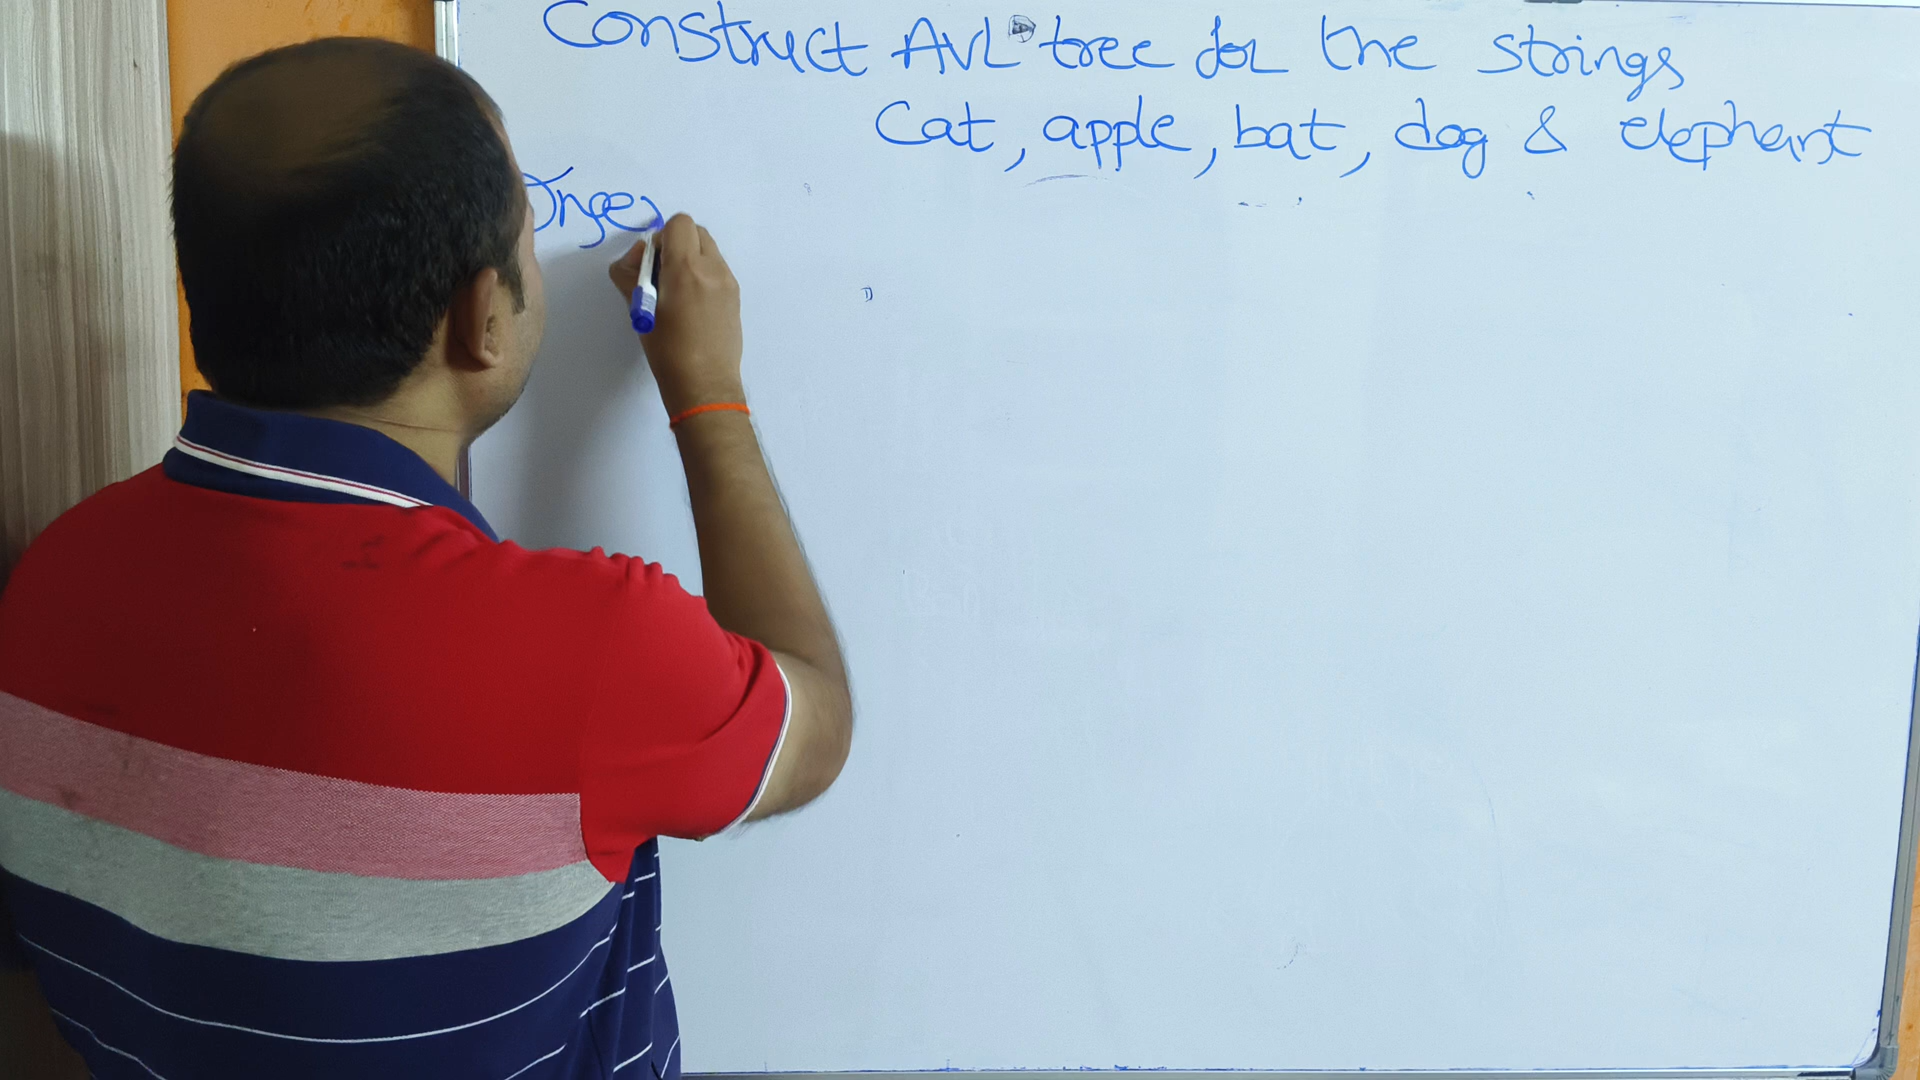 Construct AVL tree for the strings
Cat, apple, bat, dog & elephant